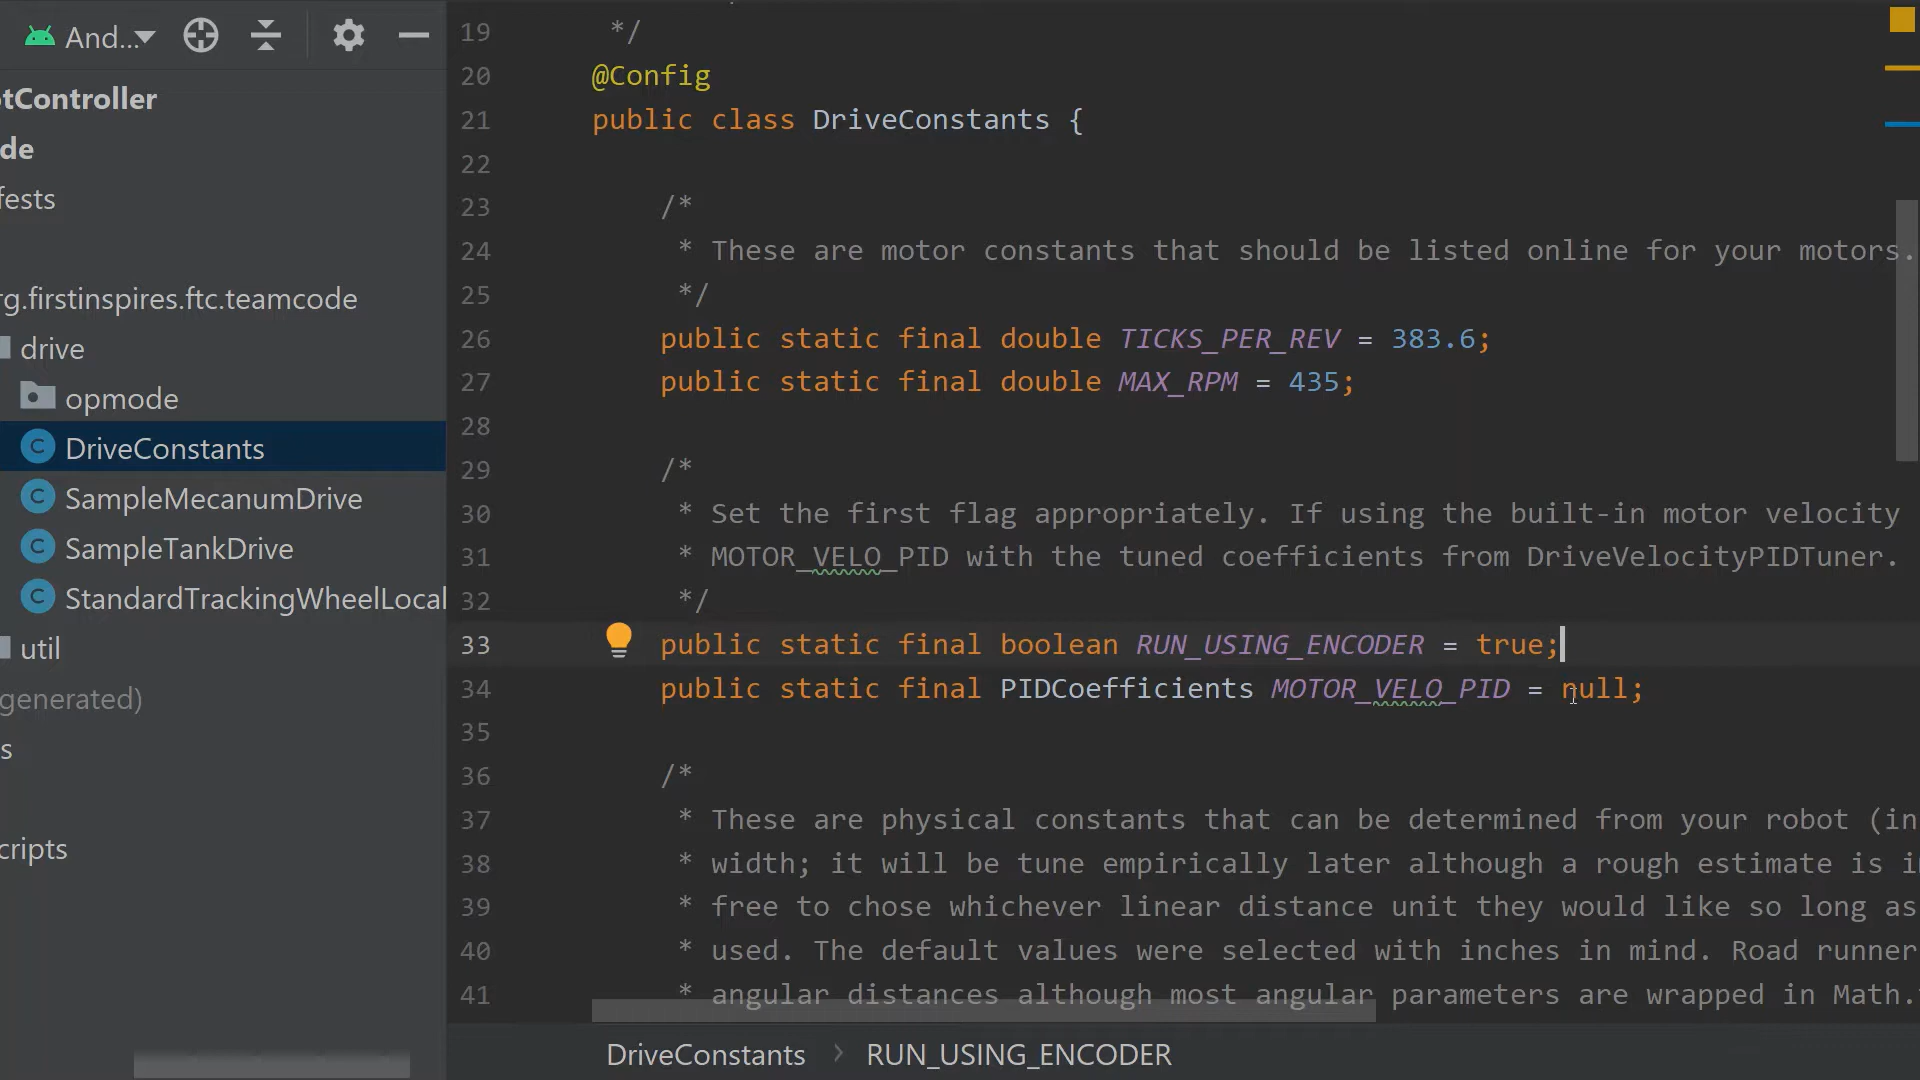 And...
tController
de
fests
rg.firstinspires.ftc.teamcode
drive
opmode
DriveConstants
SampleMecanumDrive
SampleTankDrive
StandardTrackingWheelLocal
util
generated)
s
cripts
19 */
20 @Config
21 public class DriveConstants {
22
23 /*
24 * These are motor constants that should be listed online for your motors.
25 */
26 public static final double TICKS_PER_REV = 383.6;
27 public static final double MAX_RPM = 435;
28
29 /*
30 * Set the first flag appropriately. If using the built-in motor velocity
31 * MOTOR_VELO_PID with the tuned coefficients from DriveVelocityPIDTuner.
32 */
33 public static final boolean RUN_USING_ENCODER = true;
34 public static final PIDCoefficients MOTOR_VELO_PID = null;
35
36 /*
37 * These are physical constants that can be determined from your robot (in
38 * width; it will be tune empirically later although a rough estimate is i
39 * free to chose whichever linear distance unit they would like so long as
40 * used. The default values were selected with inches in mind. Road runner
41 * angular distances although most angular parameters are wrapped in Math.
DriveConstants > RUN_USING_ENCODER